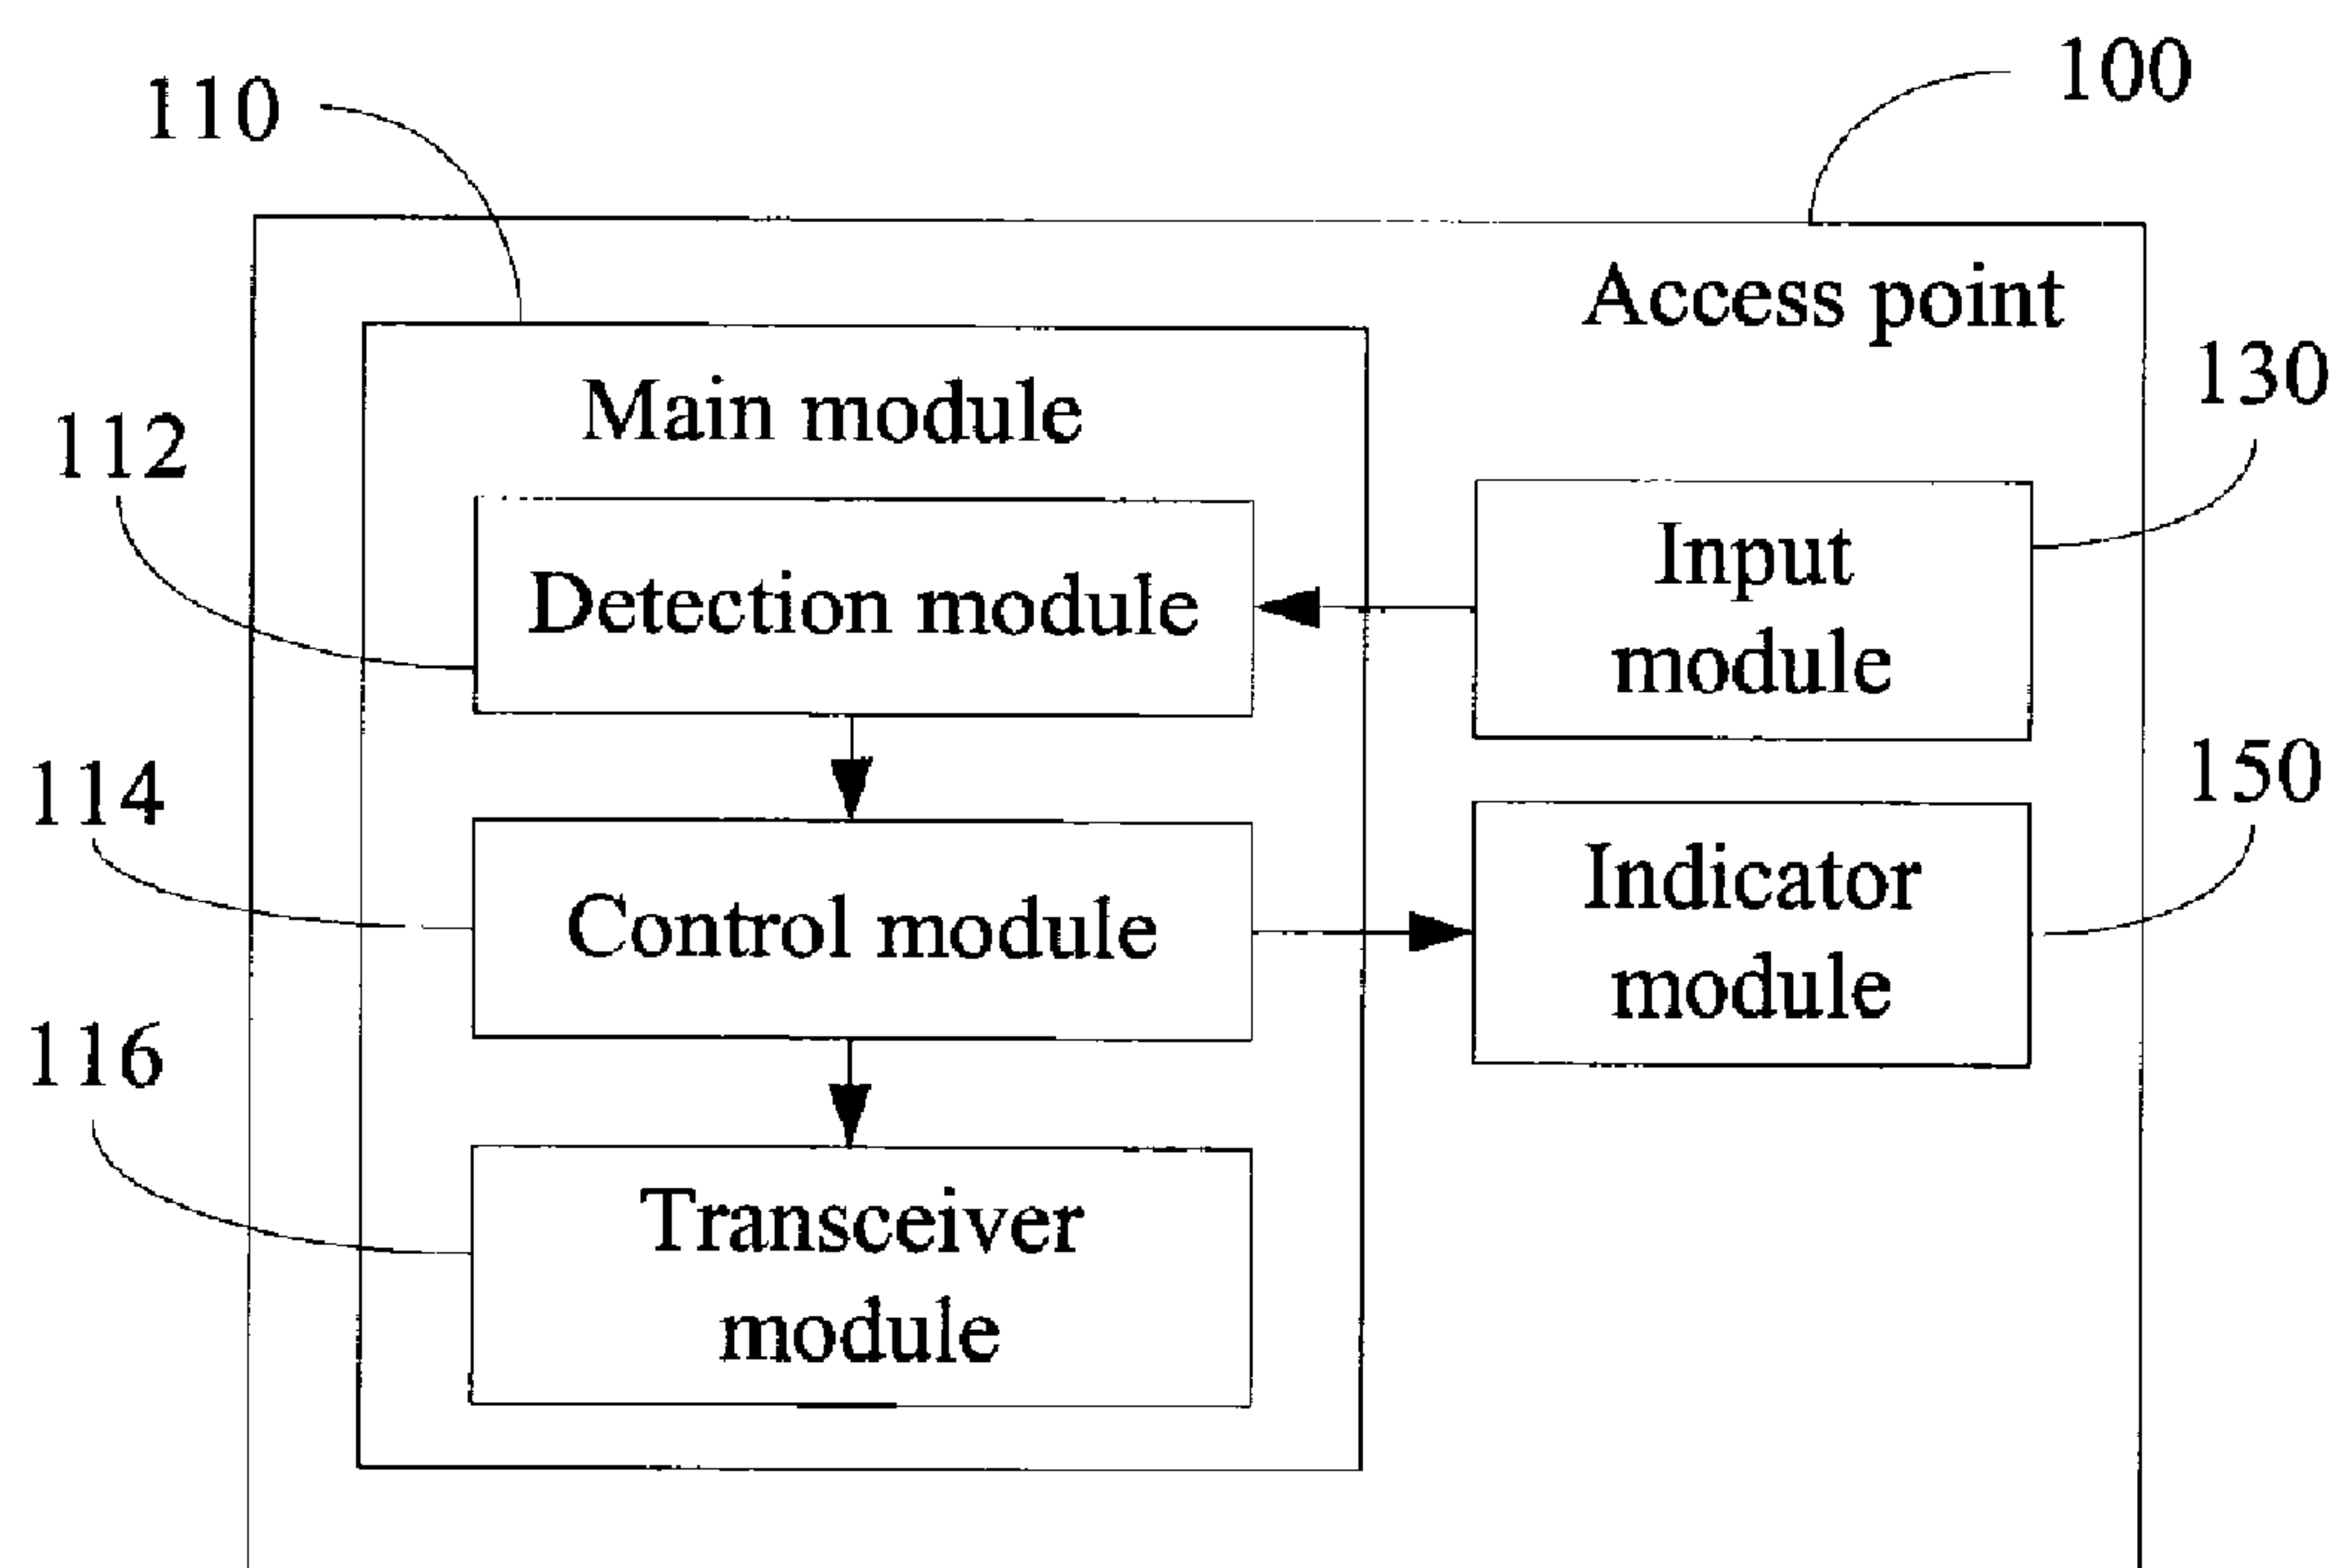 110
100
Access point
130
Main module
112
Input
module
Detection module
114
150
Indicator
module
Control module
116
Transceiver
module